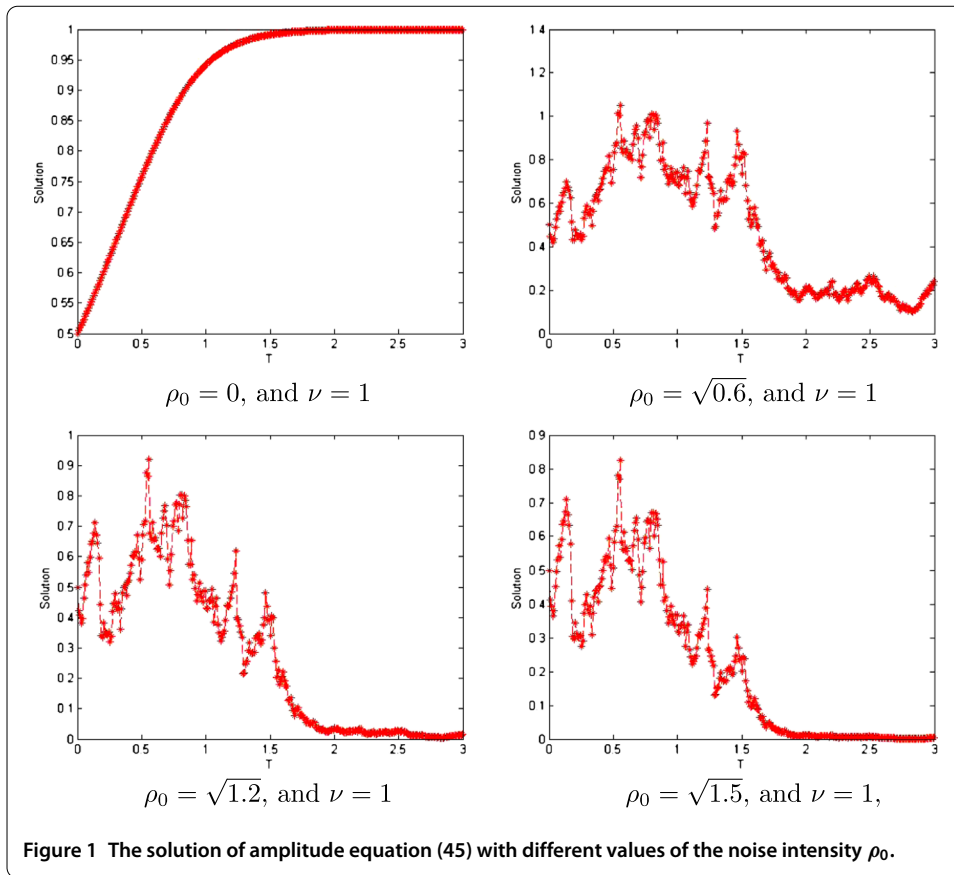 1
0.95
0.9
0.85
0.8
0.75
0.7
0.65
0.6
0.55
0.5
Solution
0 0.5 1 1.5 2 2.5 3
T
ρ₀ = 0, and ν = 1
1.4
1.2
1
0.8
0.6
0.4
0.2
0
Solution
0 0.5 1 1.5 2 2.5 3
T
ρ₀ = √0.6, and ν = 1
1
0.9
0.8
0.7
0.6
0.5
0.4
0.3
0.2
0.1
0
Solution
0 0.5 1 1.5 2 2.5 3
T
ρ₀ = √1.2, and ν = 1
0.9
0.8
0.7
0.6
0.5
0.4
0.3
0.2
0.1
0
Solution
0 0.5 1 1.5 2 2.5 3
T
ρ₀ = √1.5, and ν = 1,
Figure 1 The solution of amplitude equation (45) with different values of the noise intensity ρ₀.